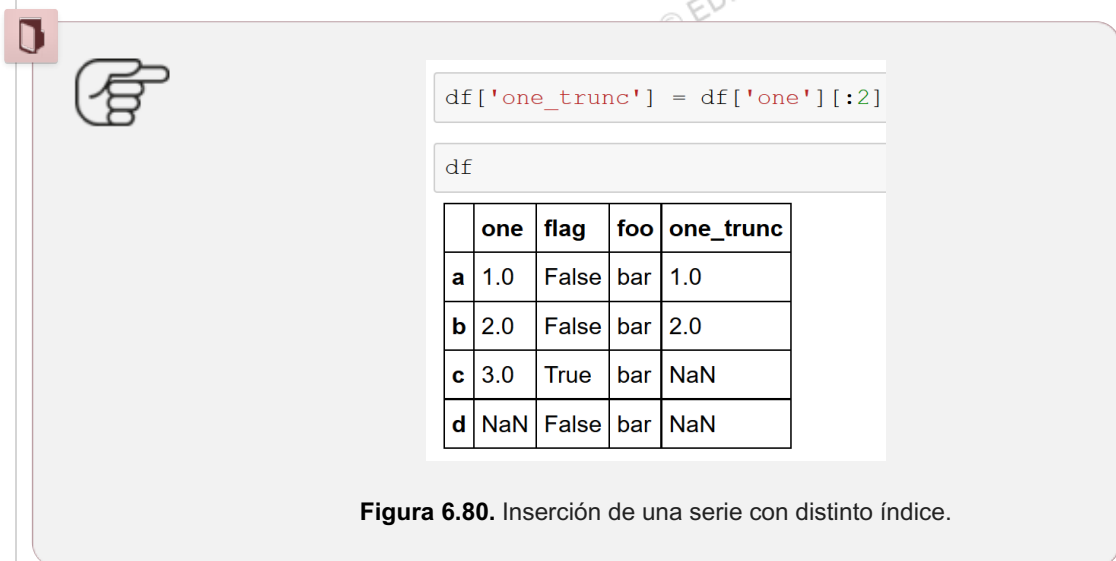 © ED
df['one_trunc'] = df['one'][:2]
df
one flag foo one_trunc
a 1.0 False bar 1.0
b 2.0 False bar 2.0
c 3.0 True bar NaN
d NaN False bar NaN
Figura 6.80. Inserción de una serie con distinto índice.